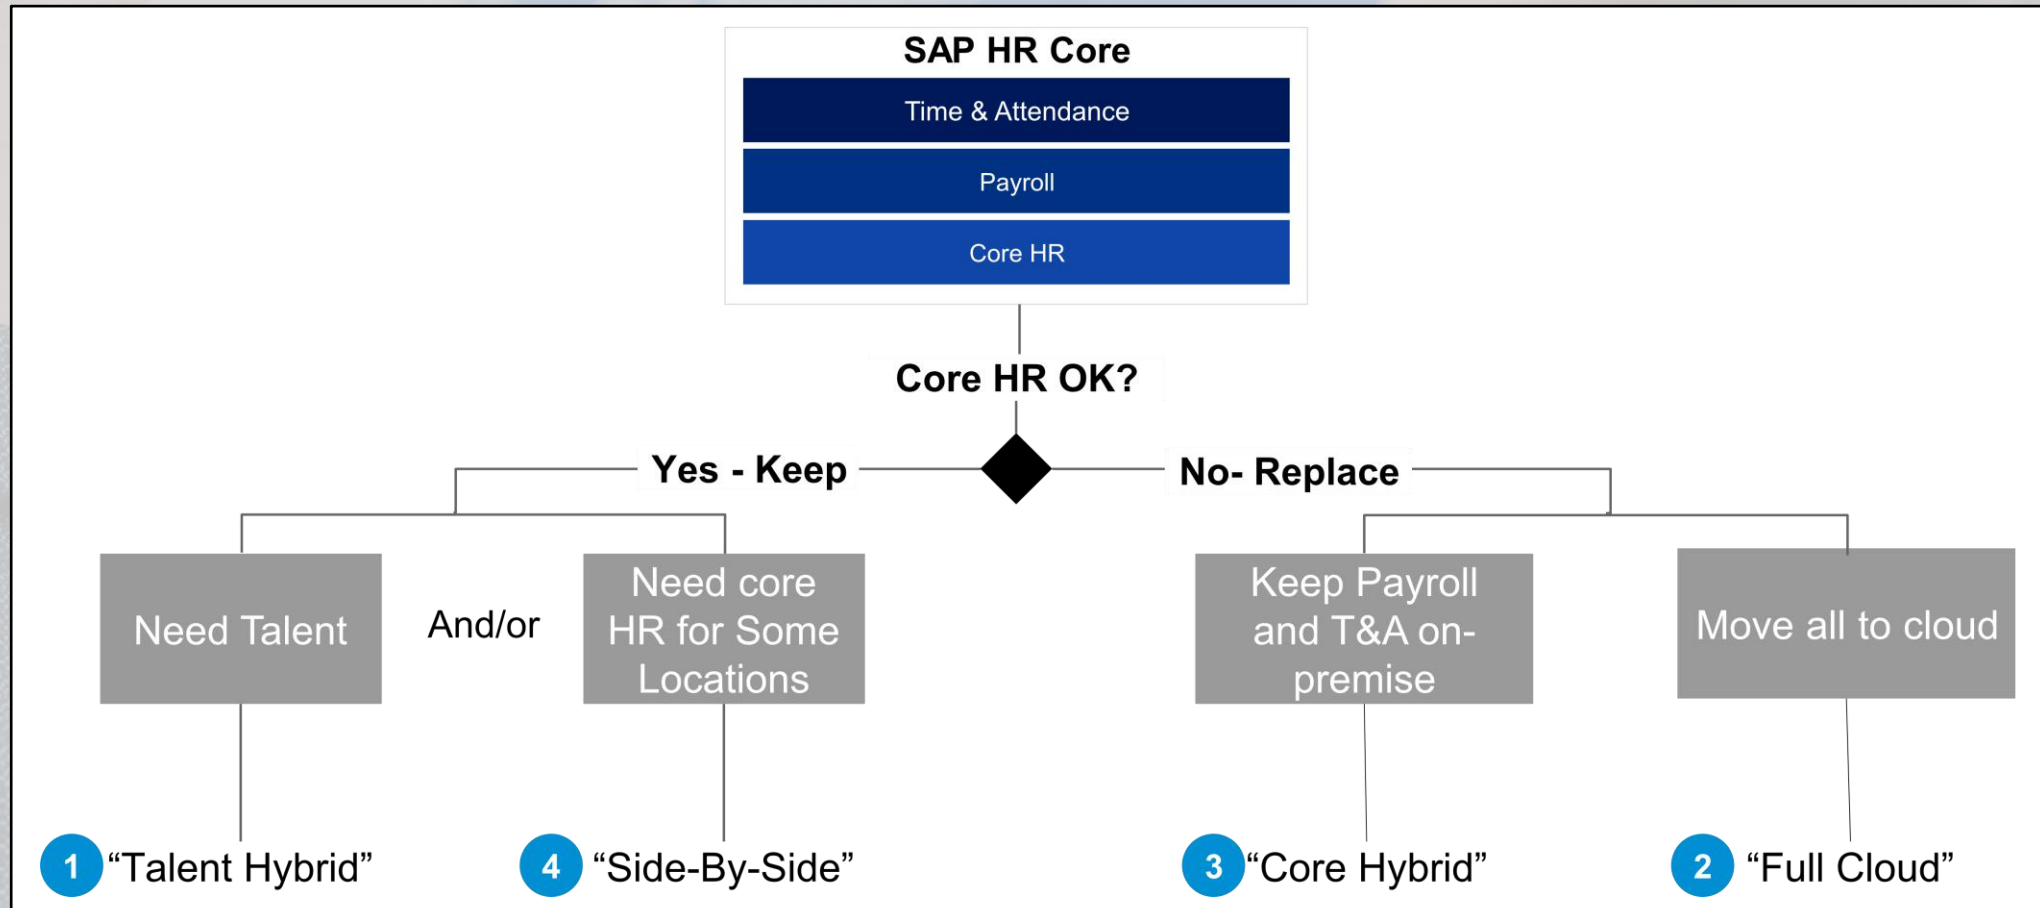 SAP HR Core
Time & Attendance
Payroll
Core HR
Core HR OK?
Yes - Keep
No- Replace
Need Talent
And/or
Need core
HR for Some
Locations
Keep Payroll
and T&A on-
premise
Move all to cloud
1 “Talent Hybrid”
4 “Side-By-Side”
3 “Core Hybrid”
2 “Full Cloud”